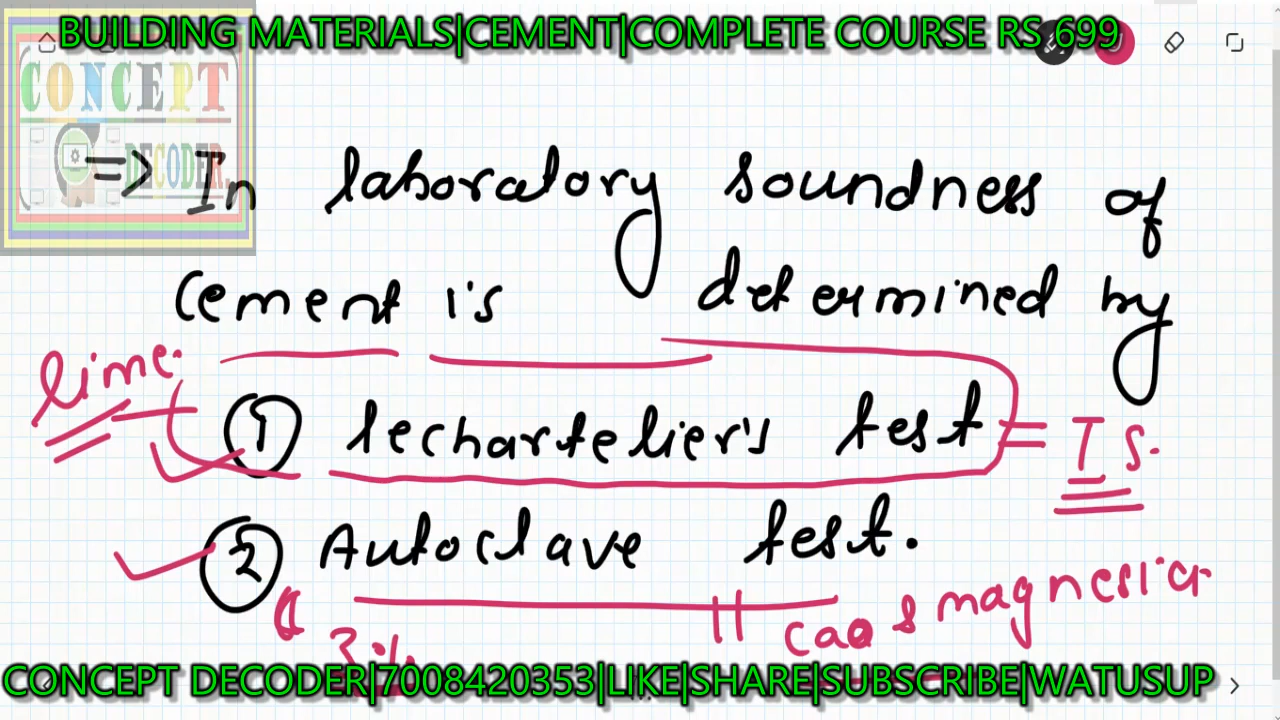 BUILDING MATERIALS|CEMENT|COMPLETE COURSE RS 699
CONCEPT
DECODER.
=> In laboratory soundness of
cement is determined by
lime.
① lechartelier's test = I S.
② Autoclave test.
3% cao & magnesia
CONCEPT DECODER|7008420353|LIKE|SHARE|SUBSCRIBE|WATUSUP